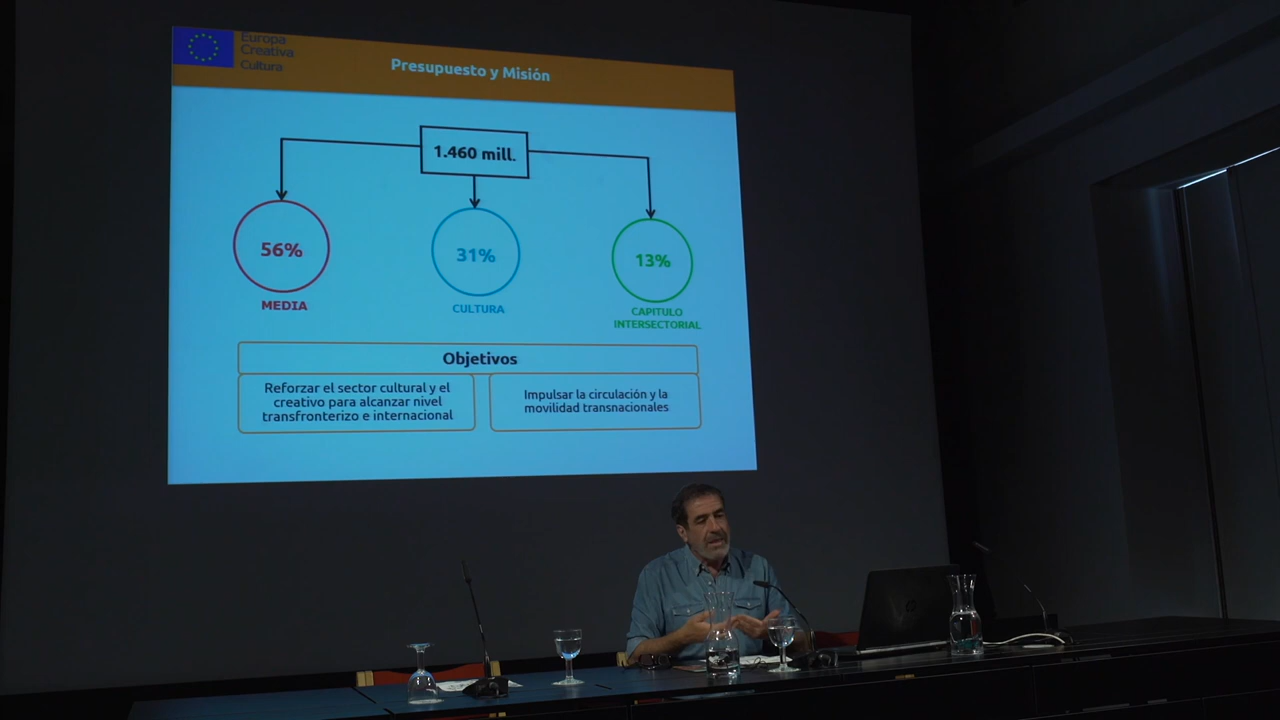 Europa
Creativa
Cultura
Presupuesto y Misión
1.460 mill.
56%
31%
13%
MEDIA
CULTURA
CAPITULO
INTERSECTORIAL
Objetivos
Reforzar el sector cultural y el
creativo para alcanzar nivel
transfronterizo e internacional
Impulsar la circulación y la
movilidad transnacionales